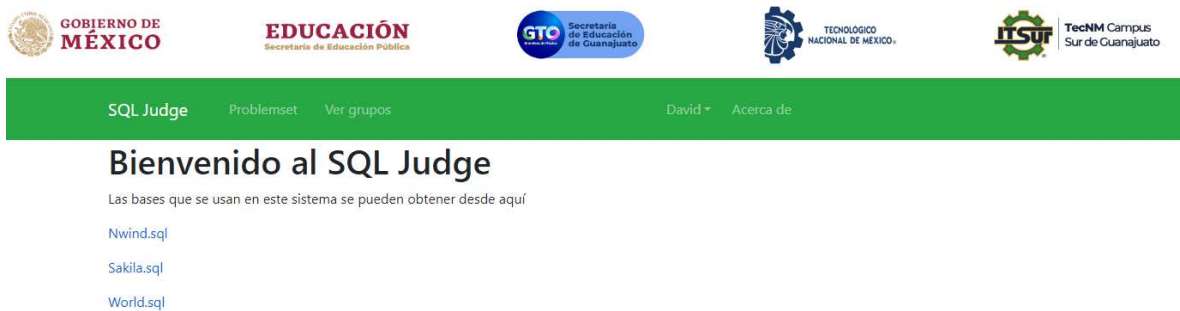 GOBIERNO DE
MÉXICO
EDUCACIÓN
Secretaría de Educación Pública
GTO
Secretaría
de Educación
de Guanajuato
TECNOLÓGICO
NACIONAL DE MÉXICO®
ITSUR
TecNM Campus
Sur de Guanajuato
SQL Judge Problemset Ver grupos David Acerca de
Bienvenido al SQL Judge
Las bases que se usan en este sistema se pueden obtener desde aquí
Nwind.sql
Sakila.sql
World.sql